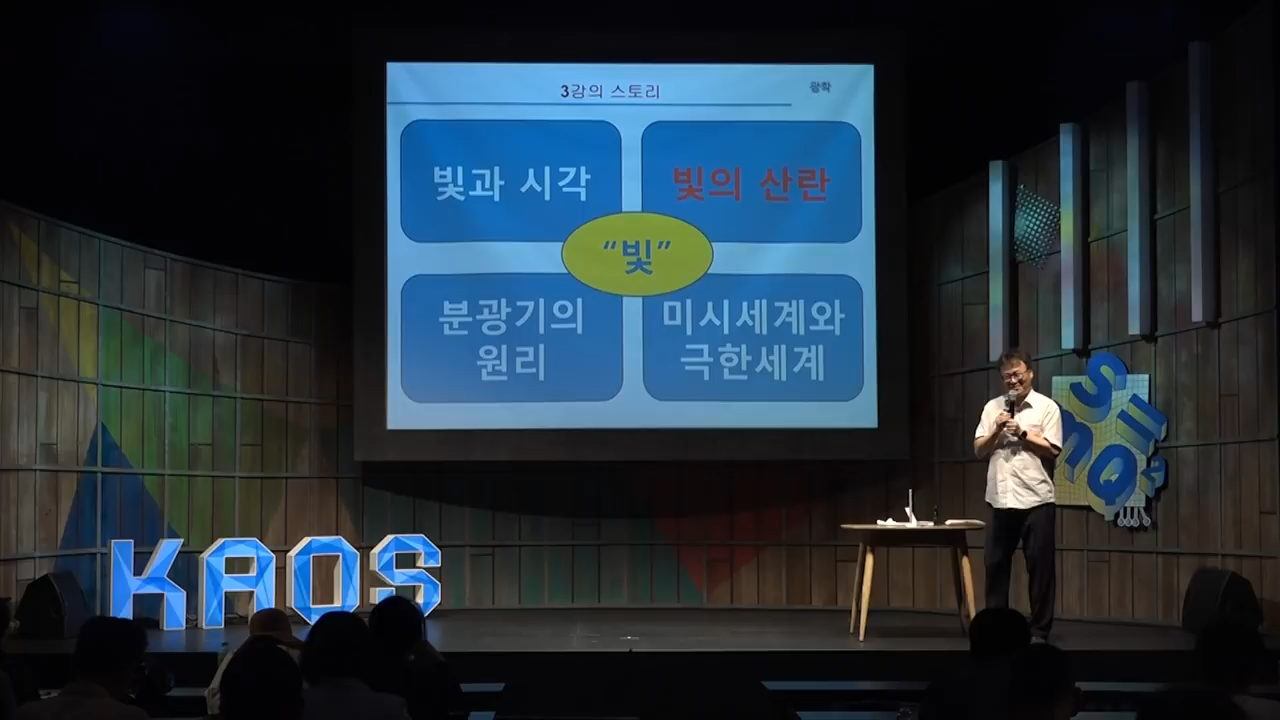 3강의 스토리
광학
빛과 시각
빛의 산란
“빛”
분광기의
원리
미시세계와
극한세계
KAOS